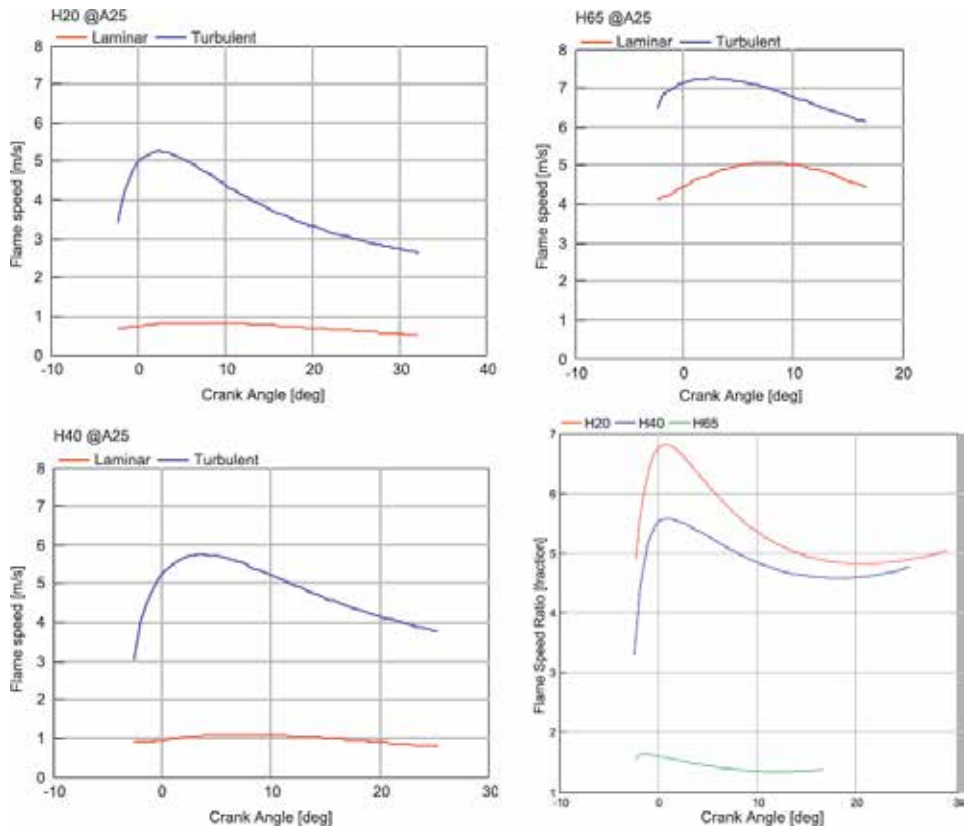 H20 @A25
Laminar Turbulent
8
7
6
5
4
3
2
1
0
Flame speed [m/s]
-10 0 10 20 30 40
Crank Angle [deg]
H65 @A25
Laminar Turbulent
8
7
6
5
4
3
2
1
0
Flame speed [m/s]
-10 0 10 20
Crank Angle [deg]
H40 @A25
Laminar Turbulent
8
7
6
5
4
3
2
1
0
Flame speed [m/s]
-10 0 10 20 30
Crank Angle [deg]
H20 H40 H65
7
6
5
4
3
2
1
Flame Speed Ratio [fraction]
-10 0 10 20
Crank Angle [deg]